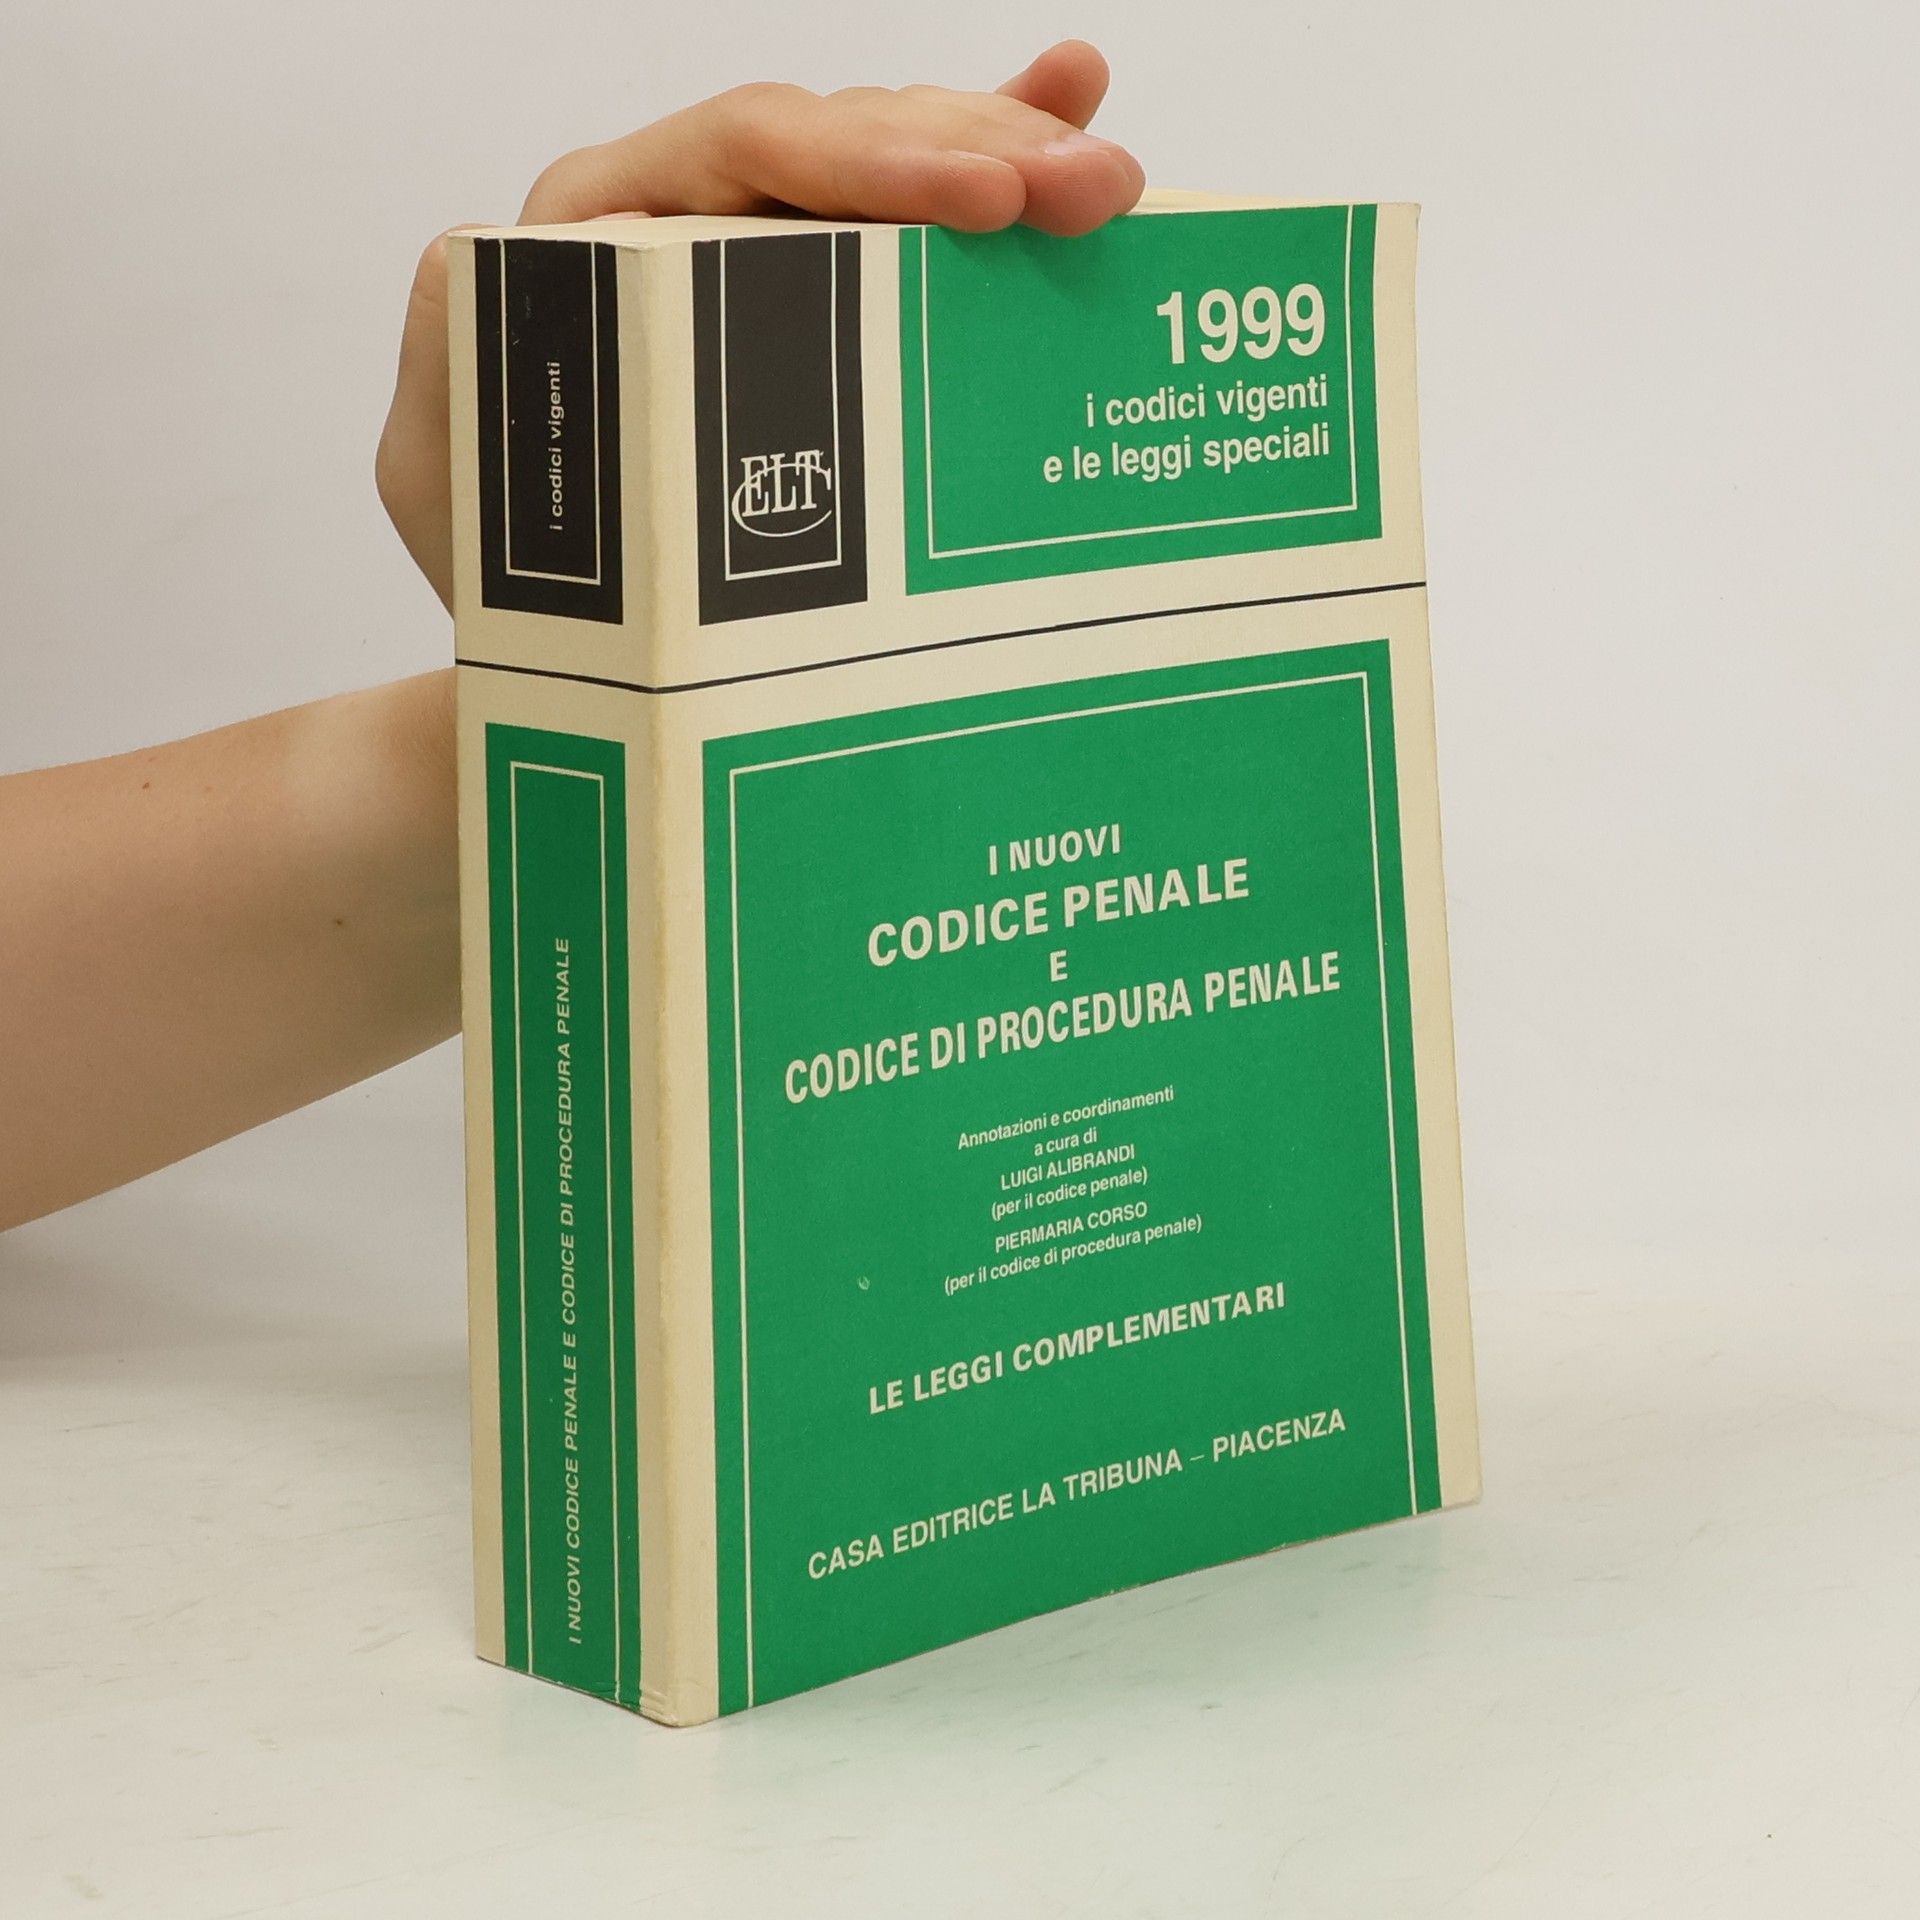 i codici vigenti
I NUOVI CODICE PENALE E CODICE DI PROCEDURA PENALE
ELT
1999
i codici vigenti
e le leggi speciali
I NUOVI
CODICE PENALE
E
CODICE DI PROCEDURA PENALE
Annotazioni e coordinamenti
a cura di
LUIGI ALIBRANDI
(per il codice penale)
PIERMARIA CORSO
(per il codice di procedura penale)
LE LEGGI COMPLEMENTARI
CASA EDITRICE LA TRIBUNA – PIACENZA